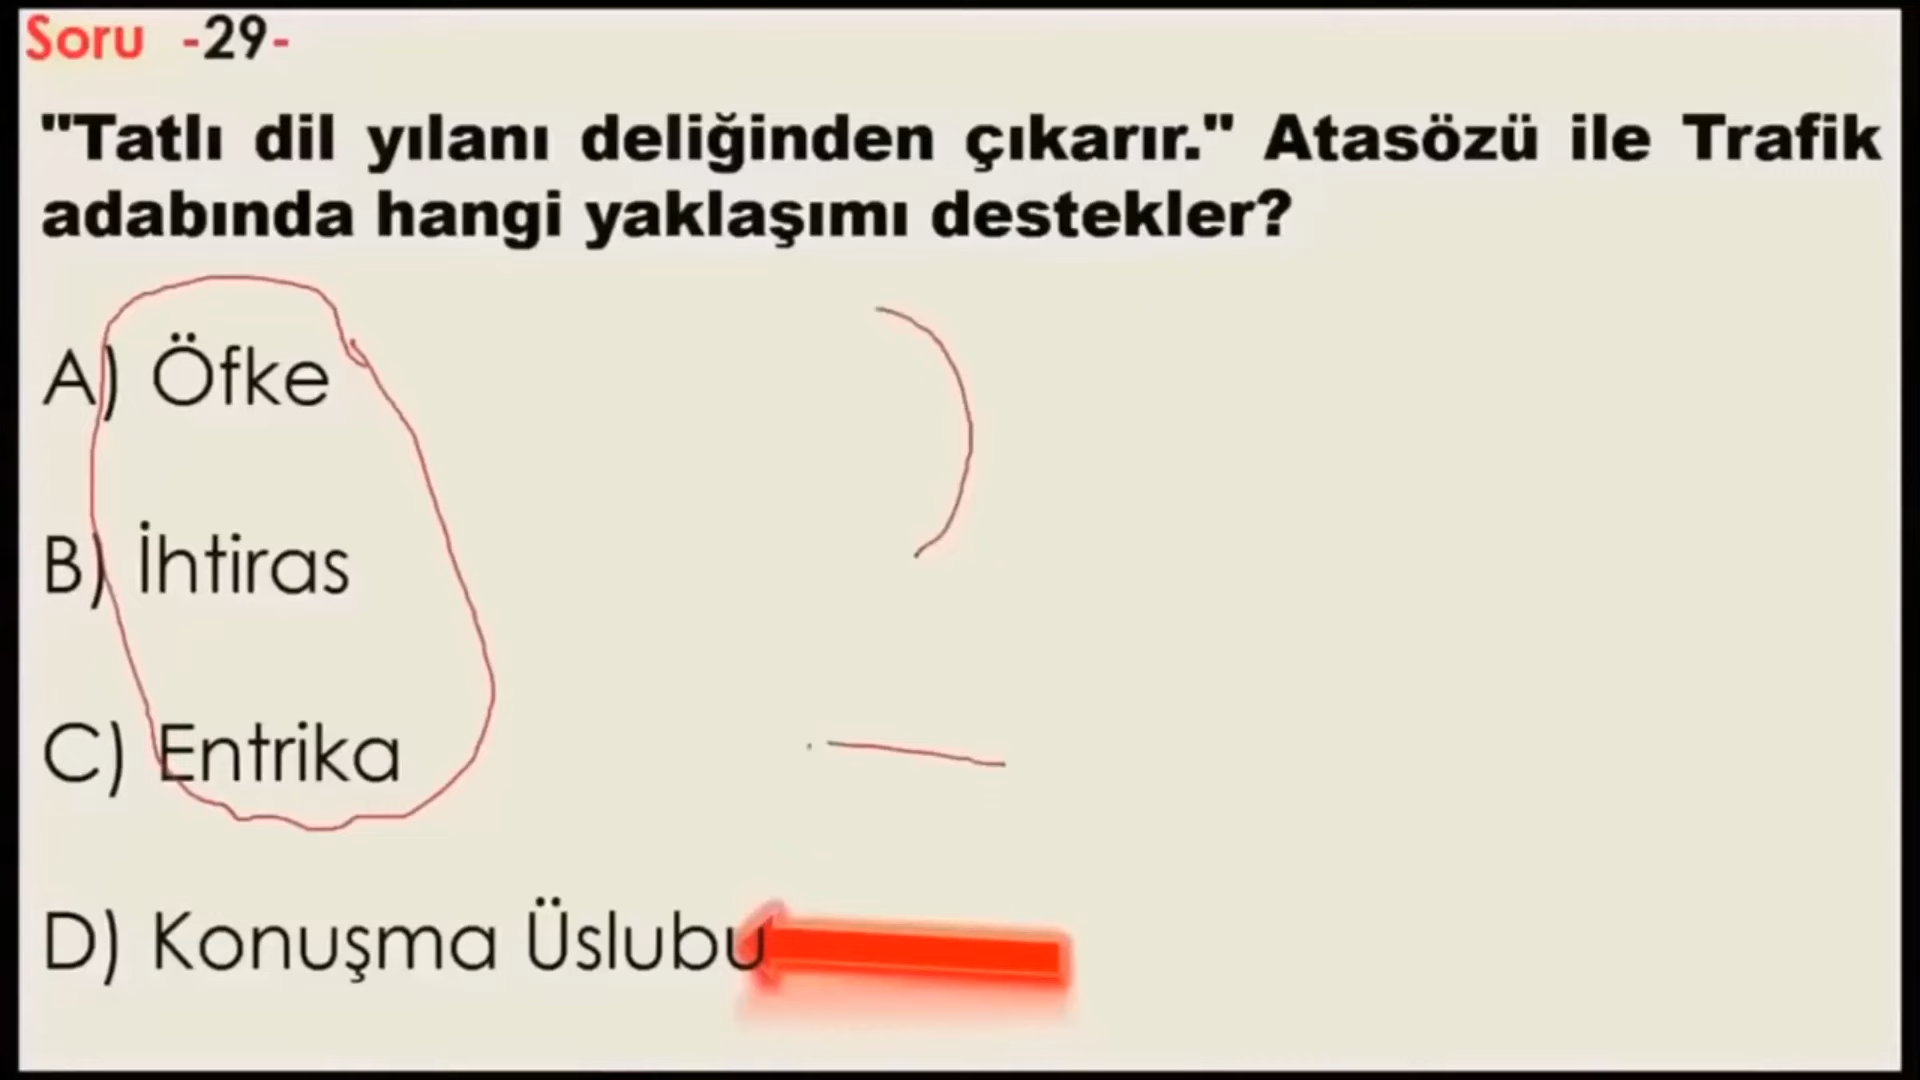 Soru -29-
"Tatlı dil yılanı deliğinden çıkarır." Atasözü ile Trafik
adabında hangi yaklaşımı destekler?
A) Öfke
B) İhtiras
C) Entrika
D) Konuşma Üslubu